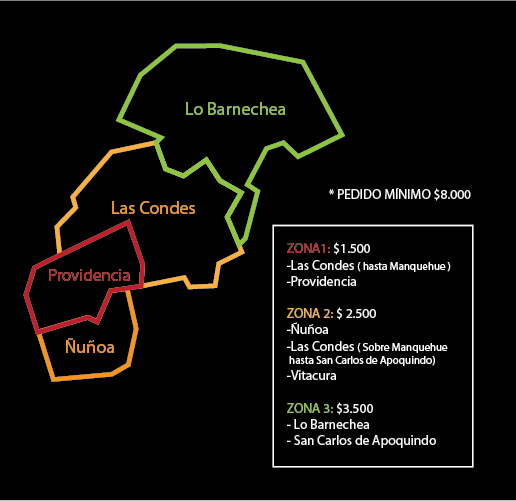 Lo Barnechea
Las Condes
Providencia
Ñuñoa
* PEDIDO MÍNIMO $8.000
ZONA1: $1.500
-Las Condes ( hasta Manquehue )
-Providencia
ZONA 2: $ 2.500
-Ñuñoa
-Las Condes ( Sobre Manquehue
hasta San Carlos de Apoquindo)
-Vitacura
ZONA 3: $3.500
- Lo Barnechea
- San Carlos de Apoquindo